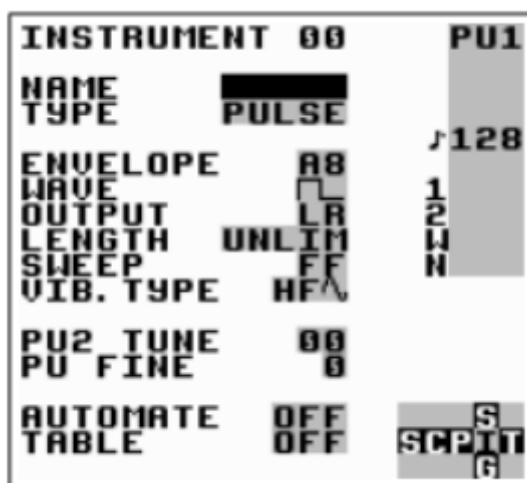 INSTRUMENT 00 PU1
NAME
TYPE PULSE
♪128
ENVELOPE A8
WAVE 1
OUTPUT LR 2
LENGTH UNLIM W
SWEEP FF N
VIB. TYPE HF
PU2 TUNE 00
PU FINE 0
AUTOMATE OFF S
TABLE OFF SCPIT
G